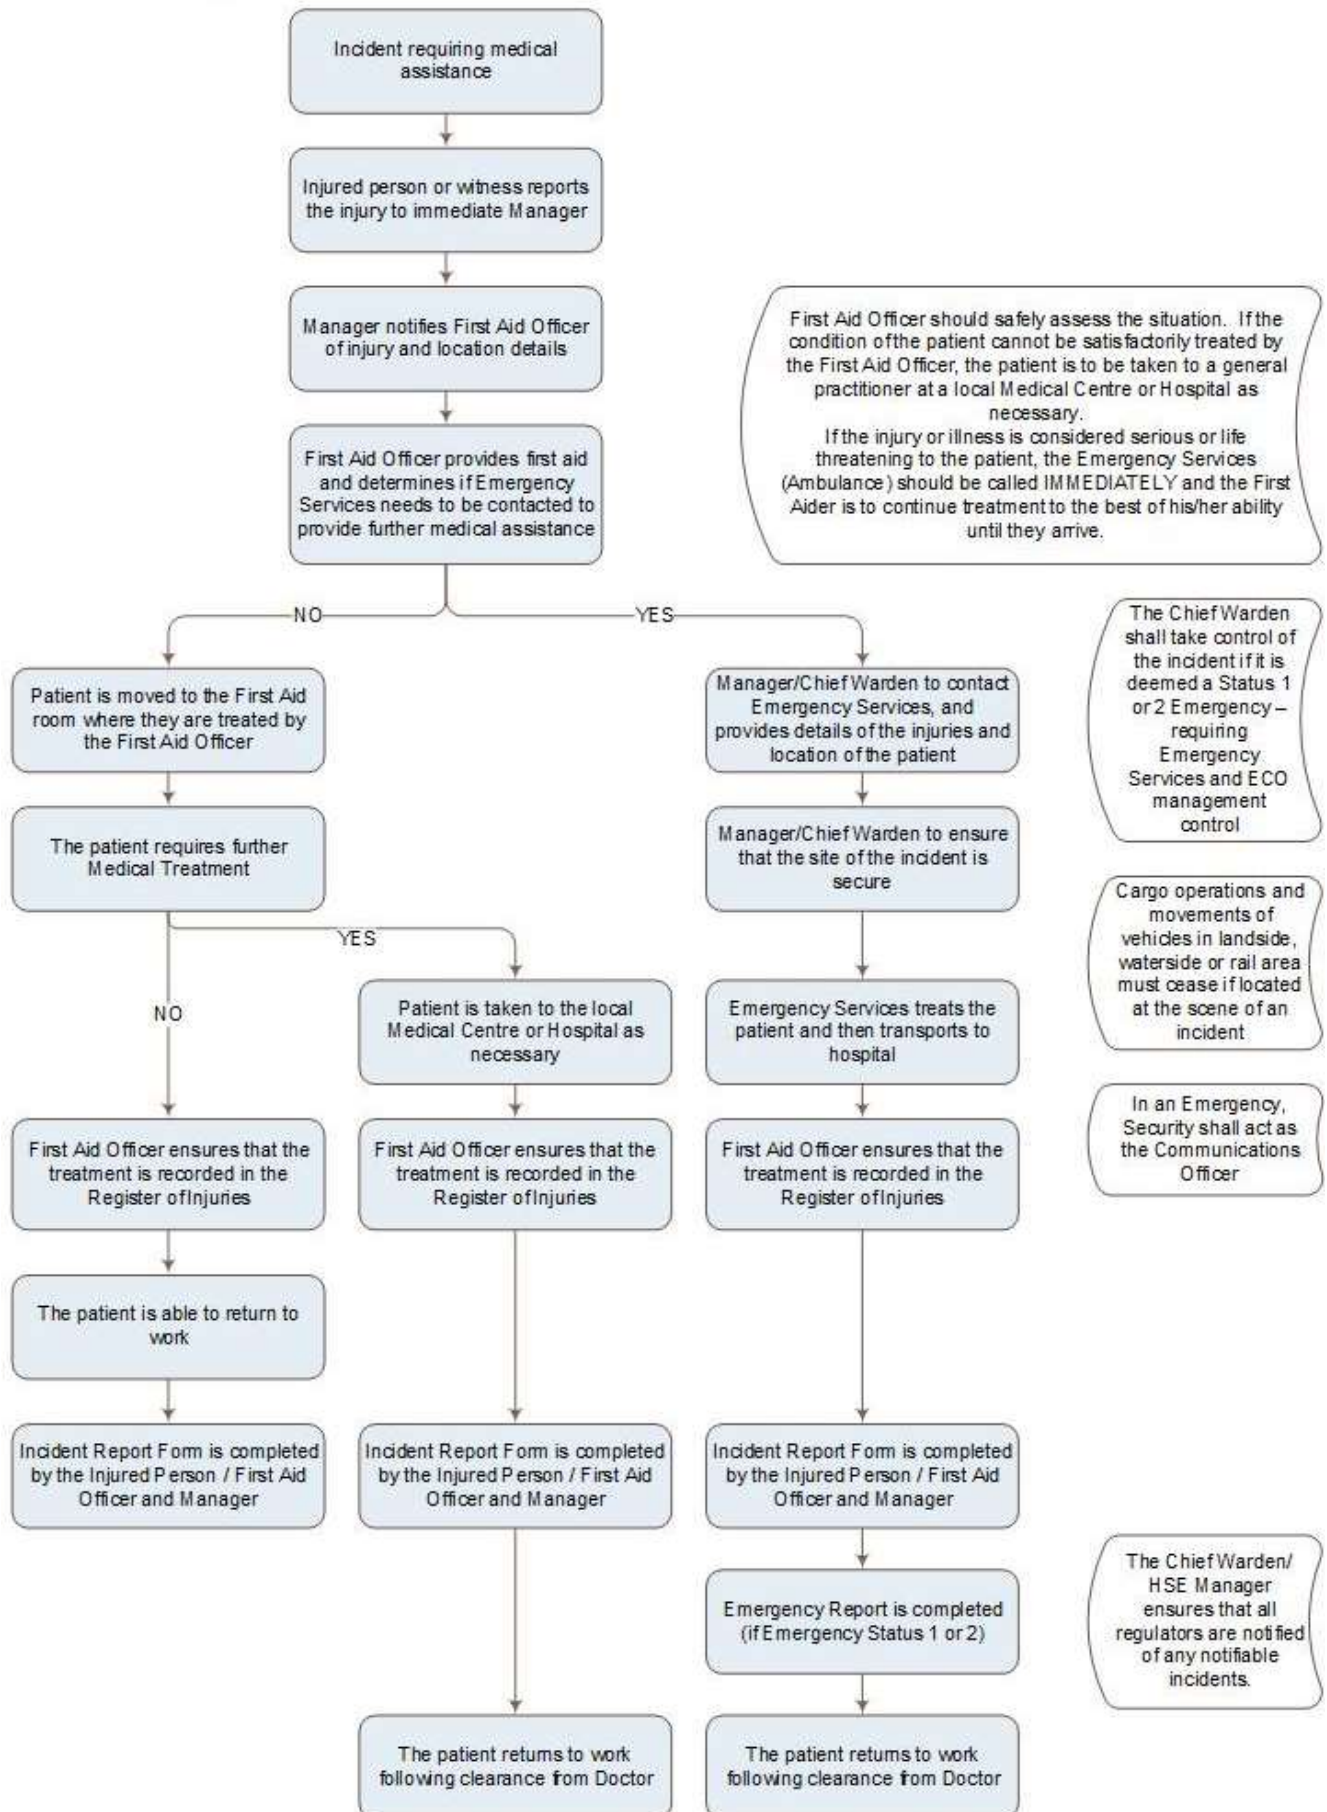 Incident requiring medical
assistance
Injured person or witness reports
the injury to immediate Manager
Manager notifies First Aid Officer
of injury and location details
First Aid Officer should safely assess the situation. If the
condition of the patient cannot be satisfactorily treated by
the First Aid Officer, the patient is to be taken to a general
practitioner at a local Medical Centre or Hospital as
necessary.
If the injury or illness is considered serious or life
threatening to the patient, the Emergency Services
(Ambulance) should be called IMMEDIATELY and the First
Aider is to continue treatment to the best of his/her ability
until they arrive.
First Aid Officer provides first aid
and determines if Emergency
Services needs to be contacted to
provide further medical assistance
NO
YES
The Chief Warden
shall take control of
the incident if it is
deemed a Status 1
or 2 Emergency –
requiring
Emergency
Services and ECO
management
control
Patient is moved to the First Aid
room where they are treated by
the First Aid Officer
Manager/Chief Warden to contact
Emergency Services, and
provides details of the injuries and
location of the patient
The patient requires further
Medical Treatment
Manager/Chief Warden to ensure
that the site of the incident is
secure
Cargo operations and
movements of
vehicles in landside,
waterside or rail area
must cease if located
at the scene of an
incident
YES
NO
Patient is taken to the local
Medical Centre or Hospital as
necessary
Emergency Services treats the
patient and then transports to
hospital
In an Emergency,
Security shall act as
the Communications
Officer
First Aid Officer ensures that the
treatment is recorded in the
Register of Injuries
First Aid Officer ensures that the
treatment is recorded in the
Register of Injuries
First Aid Officer ensures that the
treatment is recorded in the
Register of Injuries
The patient is able to return to
work
Incident Report Form is completed
by the Injured Person / First Aid
Officer and Manager
Incident Report Form is completed
by the Injured Person / First Aid
Officer and Manager
Incident Report Form is completed
by the Injured Person / First Aid
Officer and Manager
The Chief Warden/
HSE Manager
ensures that all
regulators are notified
of any notifiable
incidents.
Emergency Report is completed
(if Emergency Status 1 or 2)
The patient returns to work
following clearance from Doctor
The patient returns to work
following clearance from Doctor